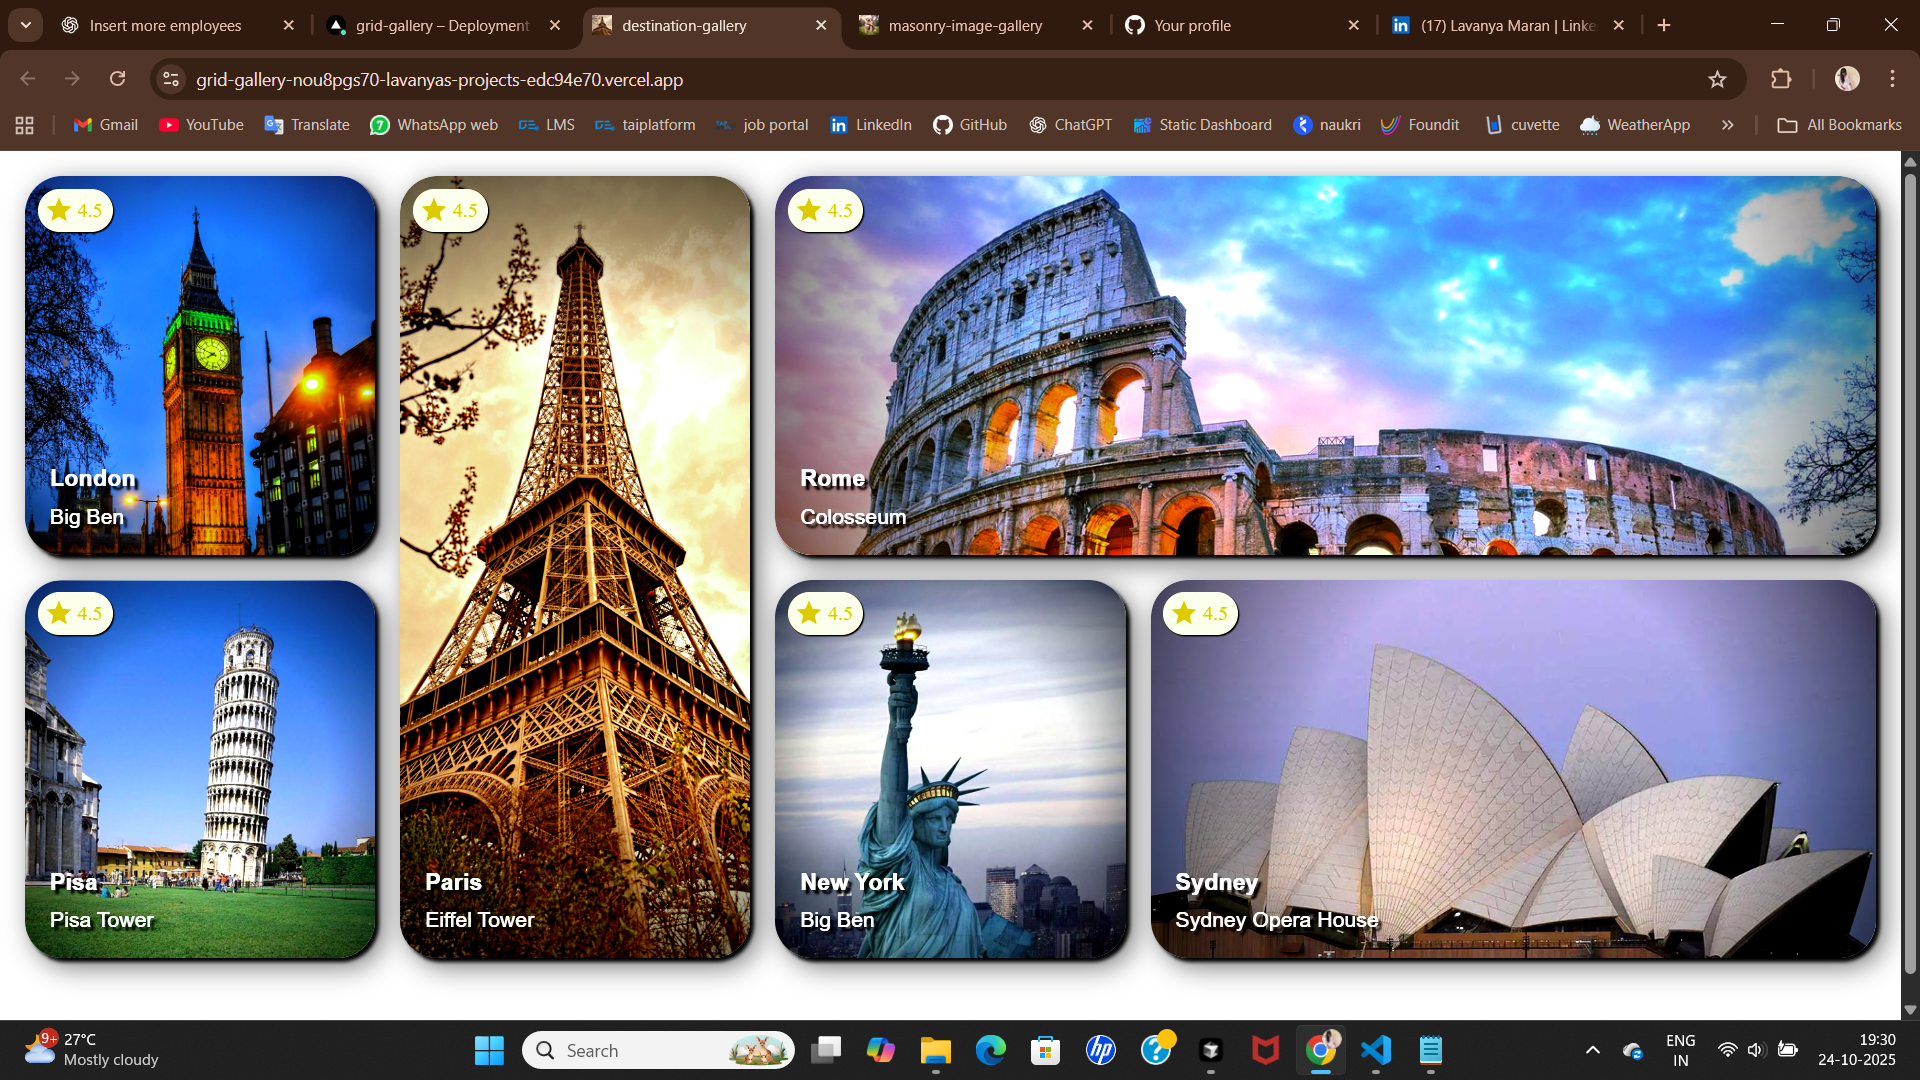 Insert more employees
grid-gallery – Deployment
destination-gallery
masonry-image-gallery
Your profile
(17) Lavanya Maran | Linke
grid-gallery-nou8pgs70-lavanyas-projects-edc94e70.vercel.app
Gmail
YouTube
Translate
WhatsApp web
LMS
taiplatform
job portal
LinkedIn
GitHub
ChatGPT
Static Dashboard
naukri
Foundit
cuvette
WeatherApp
All Bookmarks
4.5
London
Big Ben
4.5
Paris
Eiffel Tower
4.5
Rome
Colosseum
4.5
Pisa
Pisa Tower
4.5
New York
Big Ben
4.5
Sydney
Sydney Opera House
9+
27°C
Mostly cloudy
Search
ENG
IN
19:30
24-10-2025